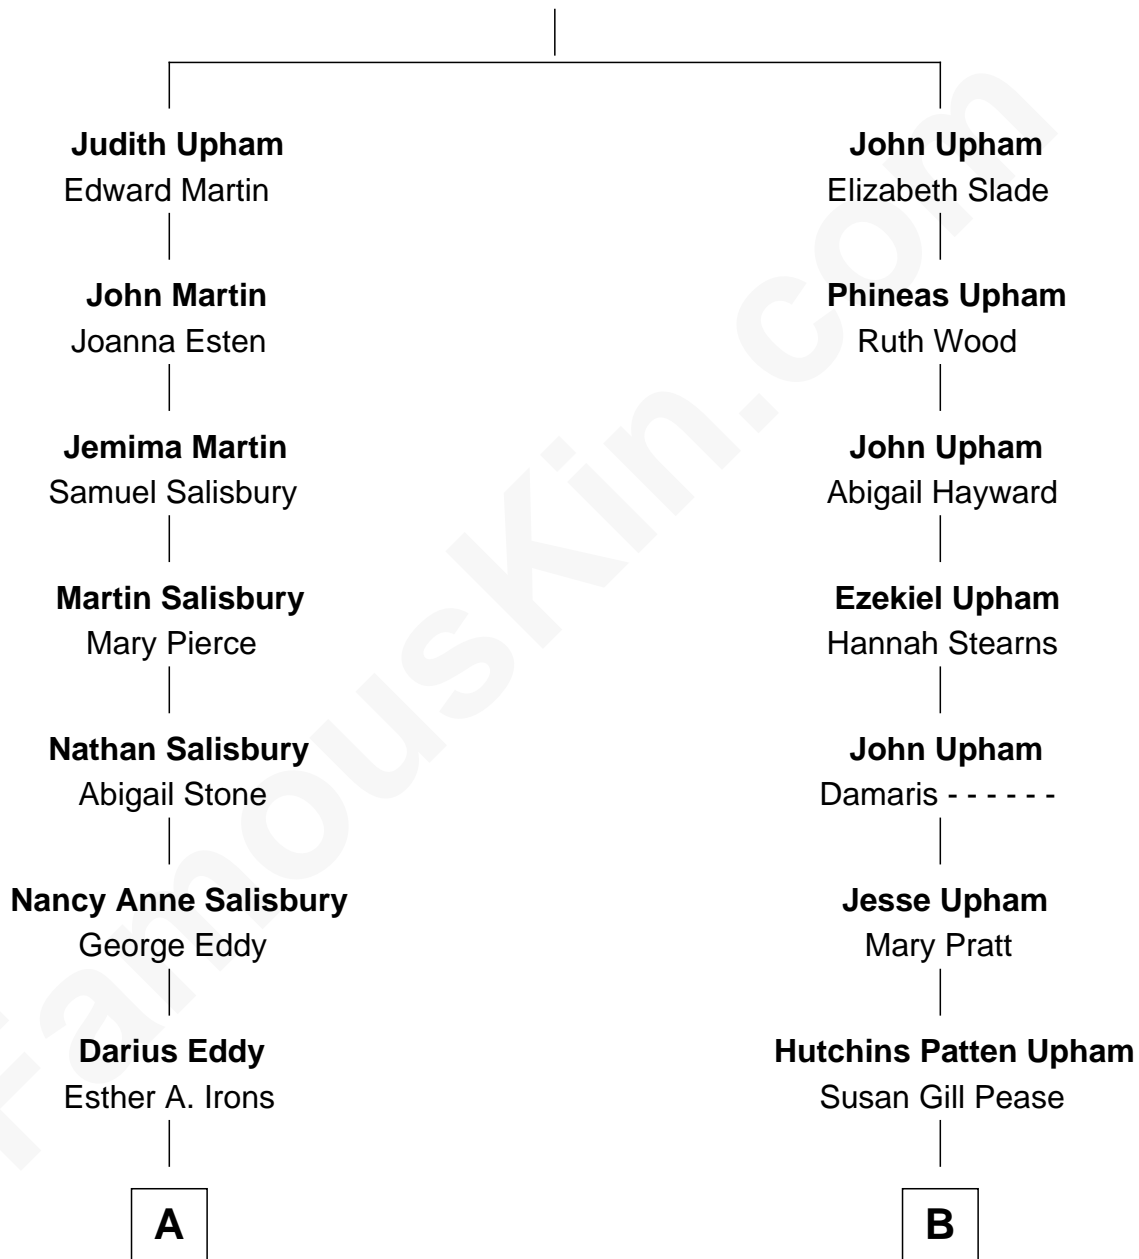 Judith Upham
Edward Martin
John Martin
Joanna Esten
Jemima Martin
Samuel Salisbury
Martin Salisbury
Mary Pierce
Nathan Salisbury
Abigail Stone
Nancy Anne Salisbury
George Eddy
Darius Eddy
Esther A. Irons
A
John Upham
Elizabeth Slade
Phineas Upham
Ruth Wood
John Upham
Abigail Hayward
Ezekiel Upham
Hannah Stearns
John Upham
Damaris - - - - - -
Jesse Upham
Mary Pratt
Hutchins Patten Upham
Susan Gill Pease
B
FamousKin.com